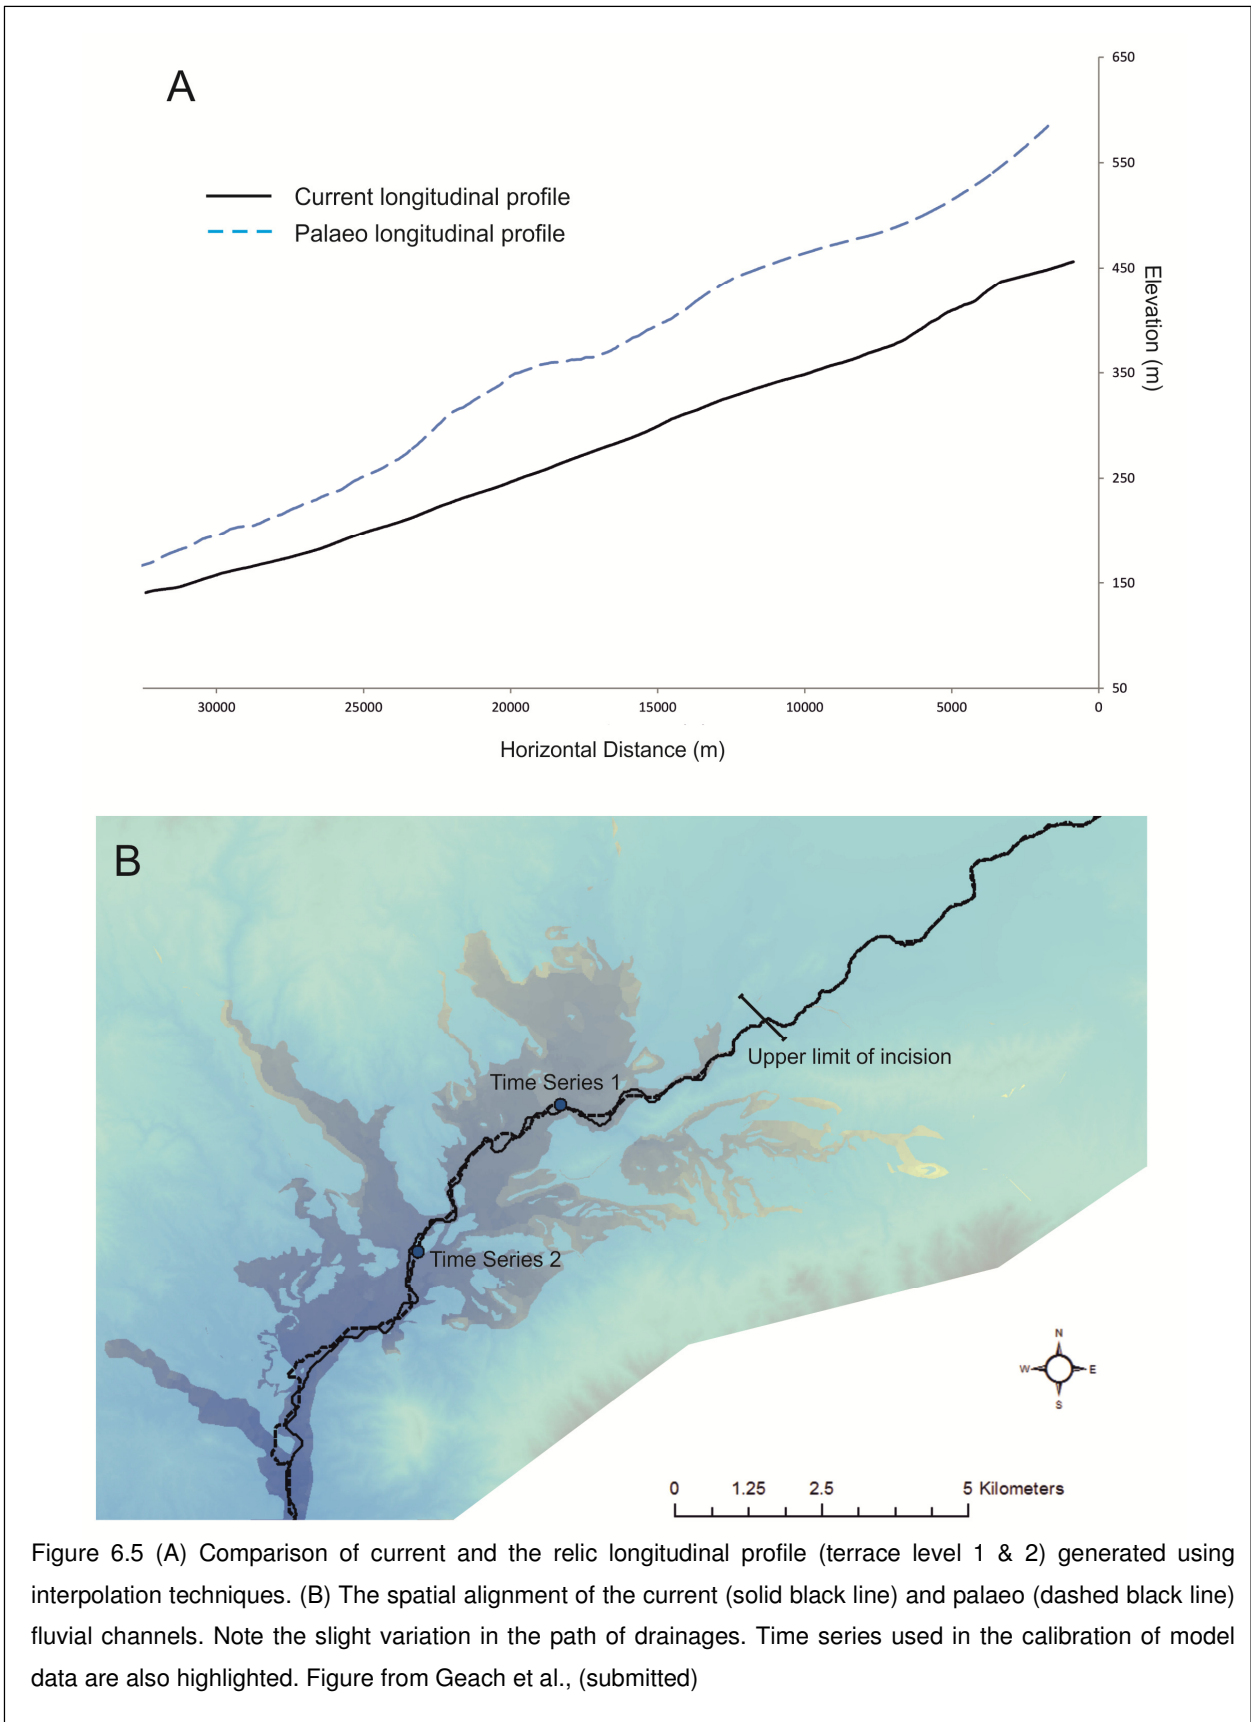 A
650
550
450
350
250
150
50
Elevation (m)
Current longitudinal profile
Palaeo longitudinal profile
30000 25000 20000 15000 10000 5000 0
Horizontal Distance (m)
B
Upper limit of incision
Time Series 1
Time Series 2
N
W E
S
0 1.25 2.5 5 Kilometers
Figure 6.5 (A) Comparison of current and the relic longitudinal profile (terrace level 1 & 2) generated using
interpolation techniques. (B) The spatial alignment of the current (solid black line) and palaeo (dashed black line)
fluvial channels. Note the slight variation in the path of drainages. Time series used in the calibration of model
data are also highlighted. Figure from Geach et al., (submitted)